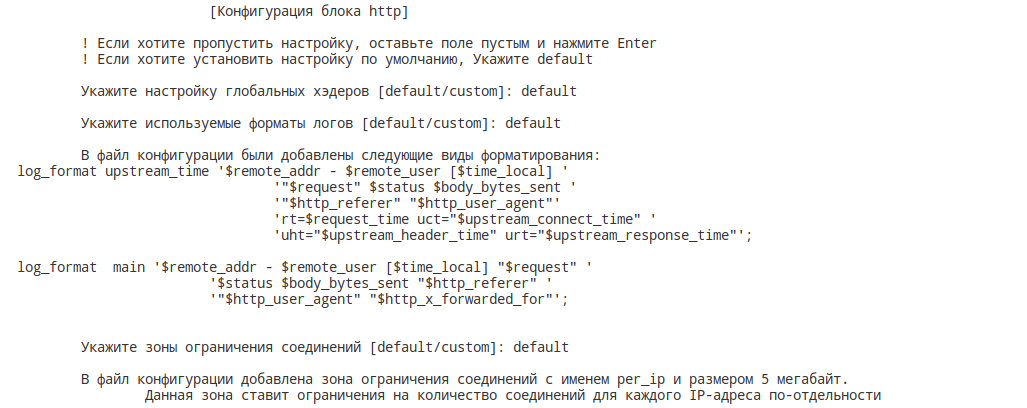 [Конфигурация блока http]
! Если хотите пропустить настройку, оставьте поле пустым и нажмите Enter
! Если хотите установить настройку по умолчанию, Укажите default
Укажите настройку глобальных хэдеров [default/custom]: default
Укажите используемые форматы логов [default/custom]: default
В файл конфигурации были добавлены следующие виды форматирования:
log_format upstream_time '$remote_addr - $remote_user [$time_local] '
'"$request" $status $body_bytes_sent '
'"$http_referer" "$http_user_agent"'
'rt=$request_time uct="$upstream_connect_time" '
'uht="$upstream_header_time" urt="$upstream_response_time"';
log_format  main '$remote_addr - $remote_user [$time_local] "$request" '
'$status $body_bytes_sent "$http_referer" '
'"$http_user_agent" "$http_x_forwarded_for"';
Укажите зоны ограничения соединений [default/custom]: default
В файл конфигурации добавлена зона ограничения соединений с именем per_ip и размером 5 мегабайт.
Данная зона ставит ограничения на количество соединений для каждого IP-адреса по-отдельности